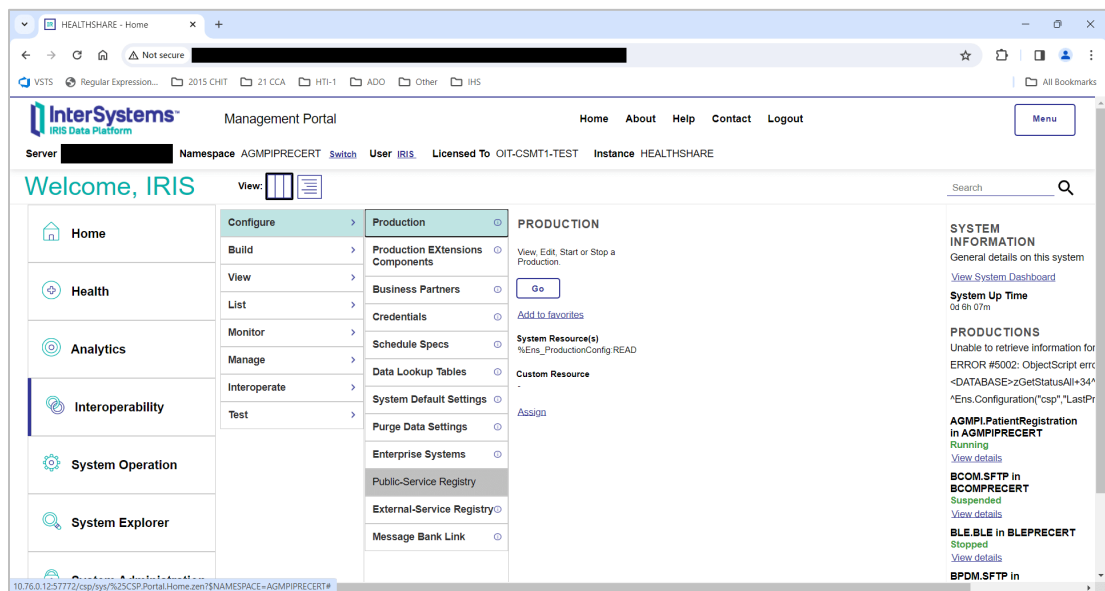 HEALTHSHARE - Home
Not secure
VSTS Regular Expression... 2015 CHIT 21 CCA HTI-1 ADO Other IHS All Bookmarks
InterSystems™
IRIS Data Platform
Management Portal
Home About Help Contact Logout
Menu
Server Namespace AGMPIPRECERT Switch User IRIS Licensed To OIT-CSMT1-TEST Instance HEALTHSHARE
Welcome, IRIS
View:
Search
Home
Health
Analytics
Interoperability
System Operation
System Explorer
System Administration
Configure
Build
View
List
Monitor
Manage
Interoperate
Test
Production
Production EXtensions
Components
Business Partners
Credentials
Schedule Specs
Data Lookup Tables
System Default Settings
Purge Data Settings
Enterprise Systems
Public-Service Registry
External-Service Registry
Message Bank Link
PRODUCTION
View, Edit, Start or Stop a
Production.
Go
Add to favorites
System Resource(s)
%Ens_ProductionConfig:READ
Custom Resource
-
Assign
SYSTEM
INFORMATION
General details on this system
View System Dashboard
System Up Time
0d 6h 07m
PRODUCTIONS
Unable to retrieve information for
ERROR #5002: ObjectScript erro
<DATABASE>zGetStatusAll+34^
^Ens.Configuration("csp","LastPr
AGMPI.PatientRegistration
in AGMPIPRECERT
Running
View details
BCOM.SFTP in
BCOMPRECERT
Suspended
View details
BLE.BLE in BLEPRECERT
Stopped
View details
BPDM.SFTP in
10.76.0.12:57772/csp/sys/%25CSP.Portal.Home.zen?$NAMESPACE=AGMPIPRECERT#